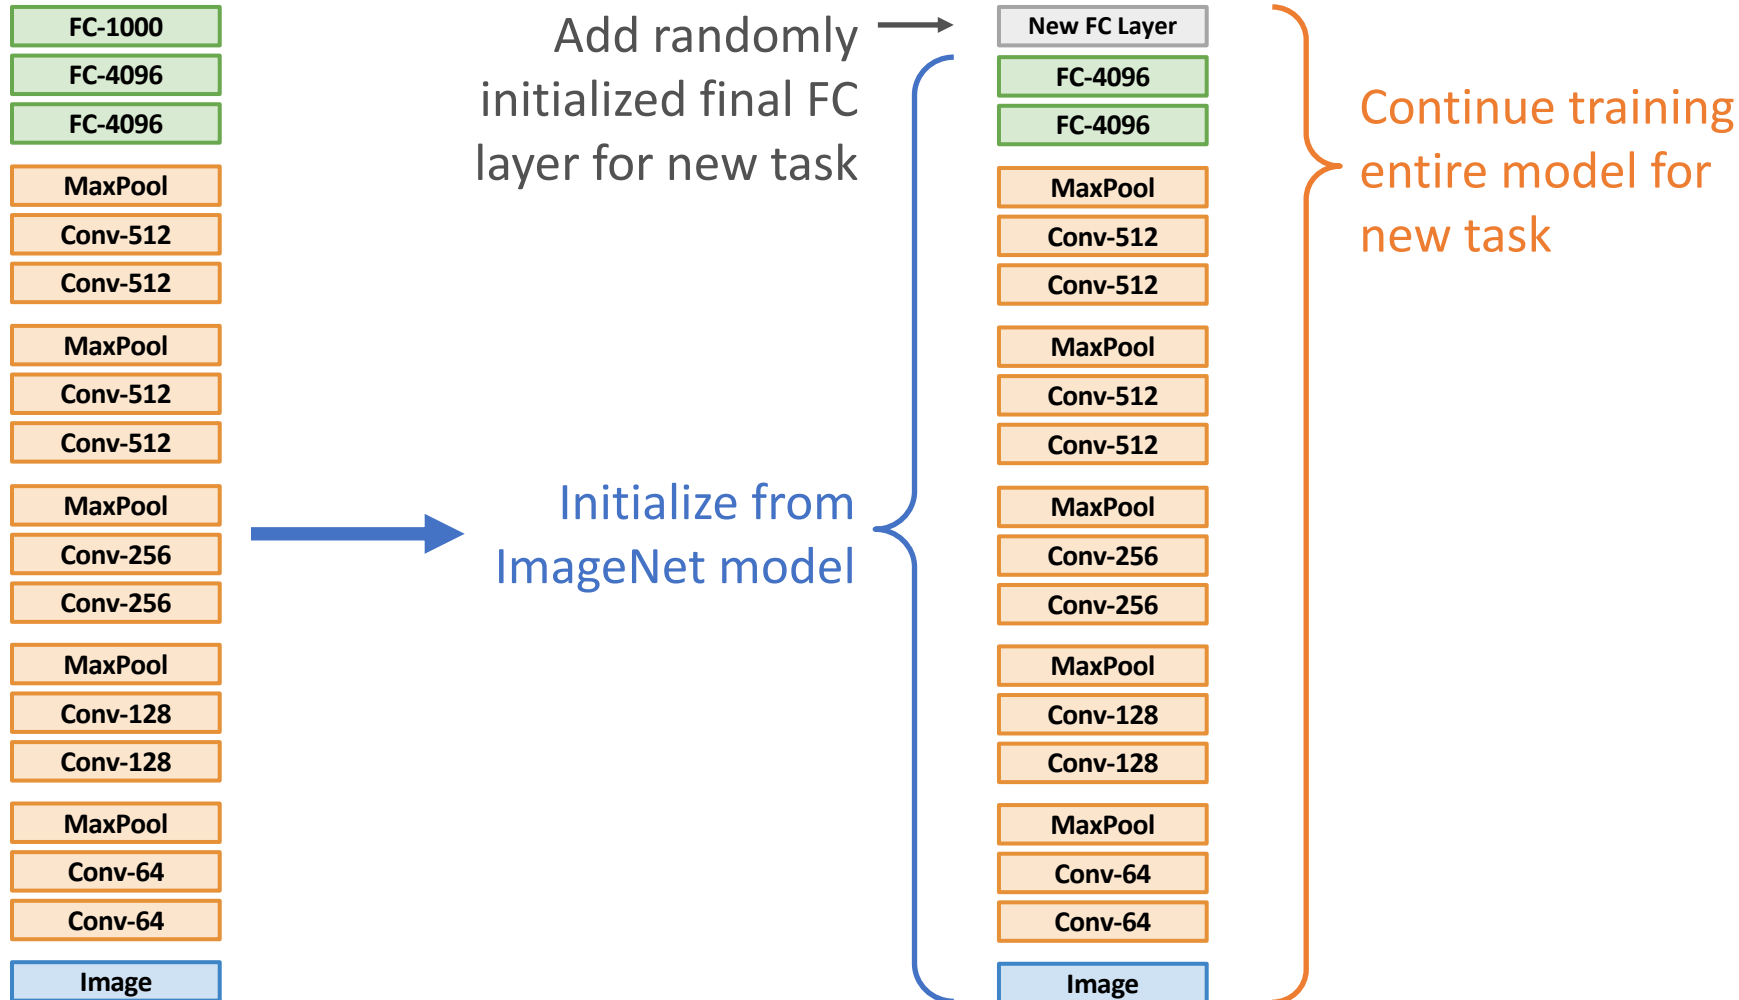 FC-1000
FC-4096
FC-4096
MaxPool
Conv-512
Conv-512
MaxPool
Conv-512
Conv-512
MaxPool
Conv-256
Conv-256
MaxPool
Conv-128
Conv-128
MaxPool
Conv-64
Conv-64
Image
Add randomly
initialized final FC
layer for new task
Initialize from
ImageNet model
New FC Layer
FC-4096
FC-4096
MaxPool
Conv-512
Conv-512
MaxPool
Conv-512
Conv-512
MaxPool
Conv-256
Conv-256
MaxPool
Conv-128
Conv-128
MaxPool
Conv-64
Conv-64
Image
Continue training
entire model for
new task